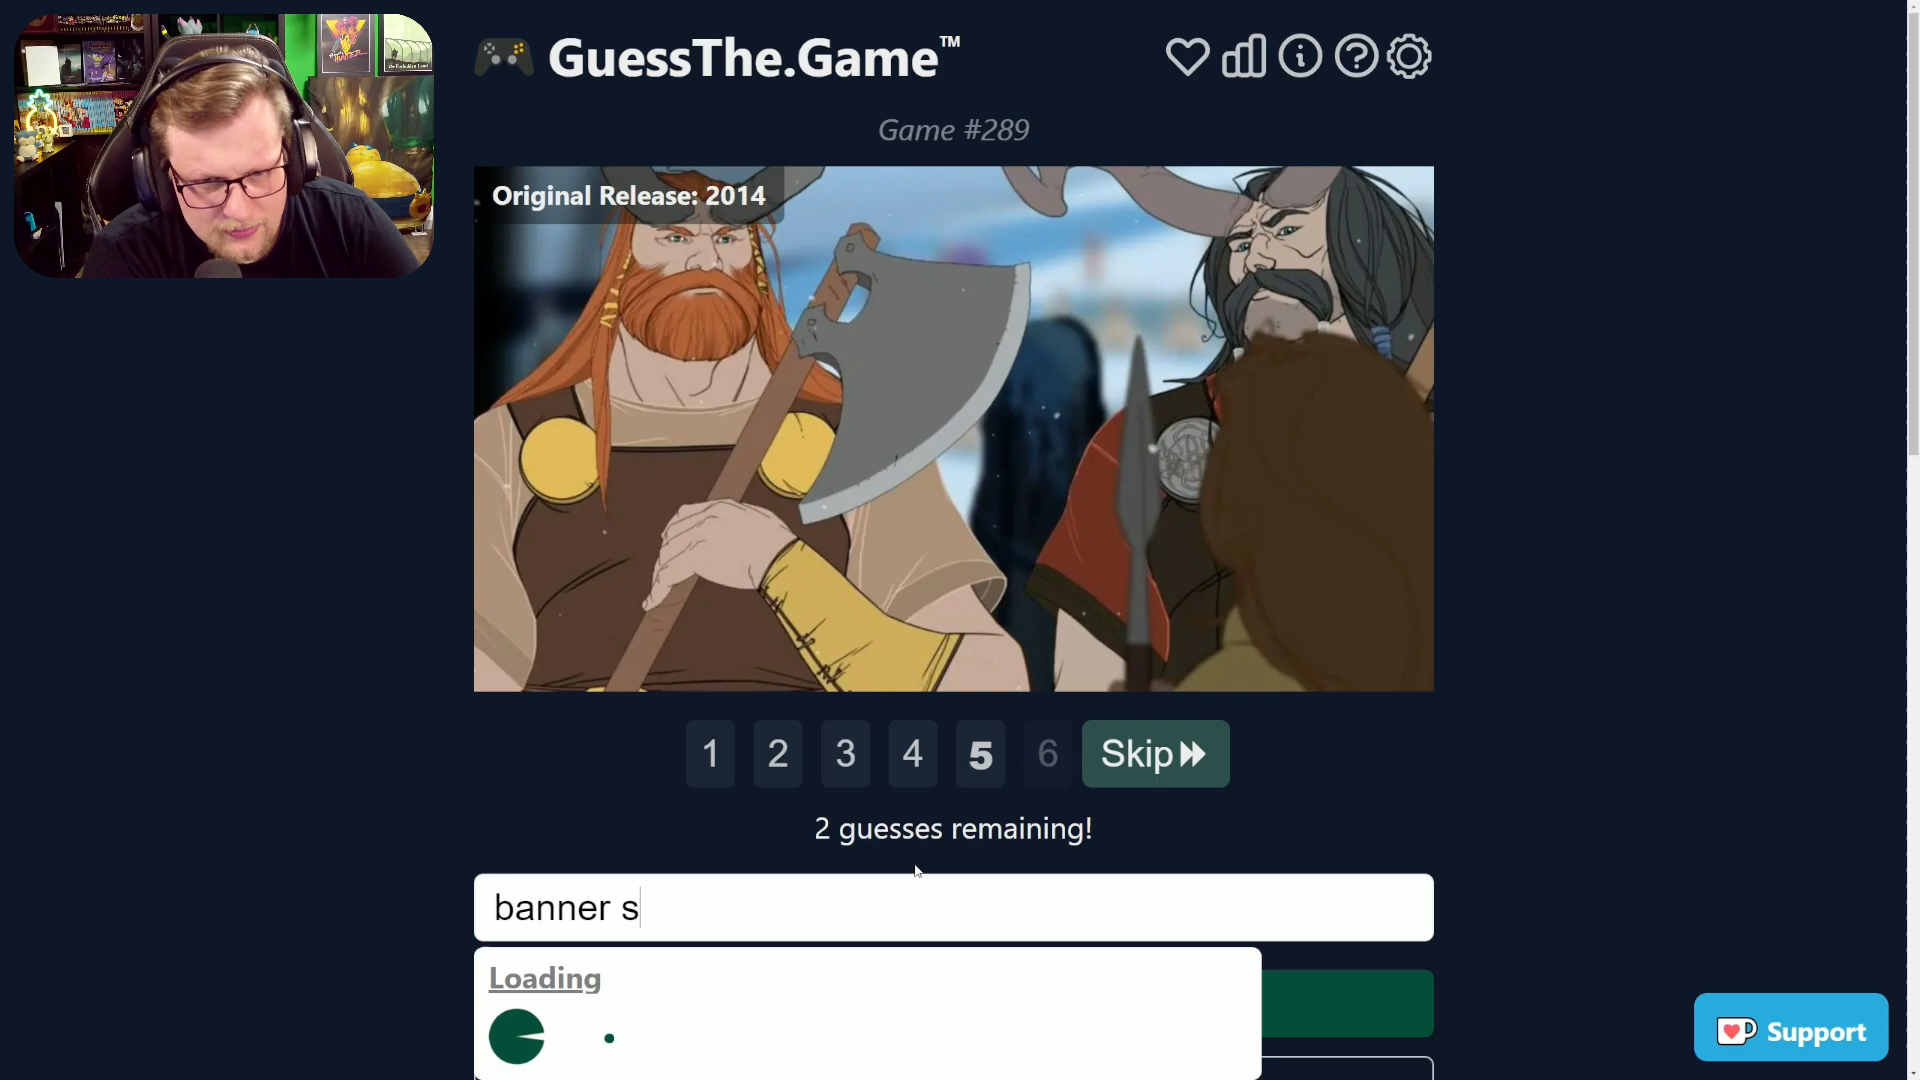 GuessThe.Game™
Game #289
Original Release: 2014
1 2 3 4 5 6 Skip
2 guesses remaining!
banner s
Loading
Support